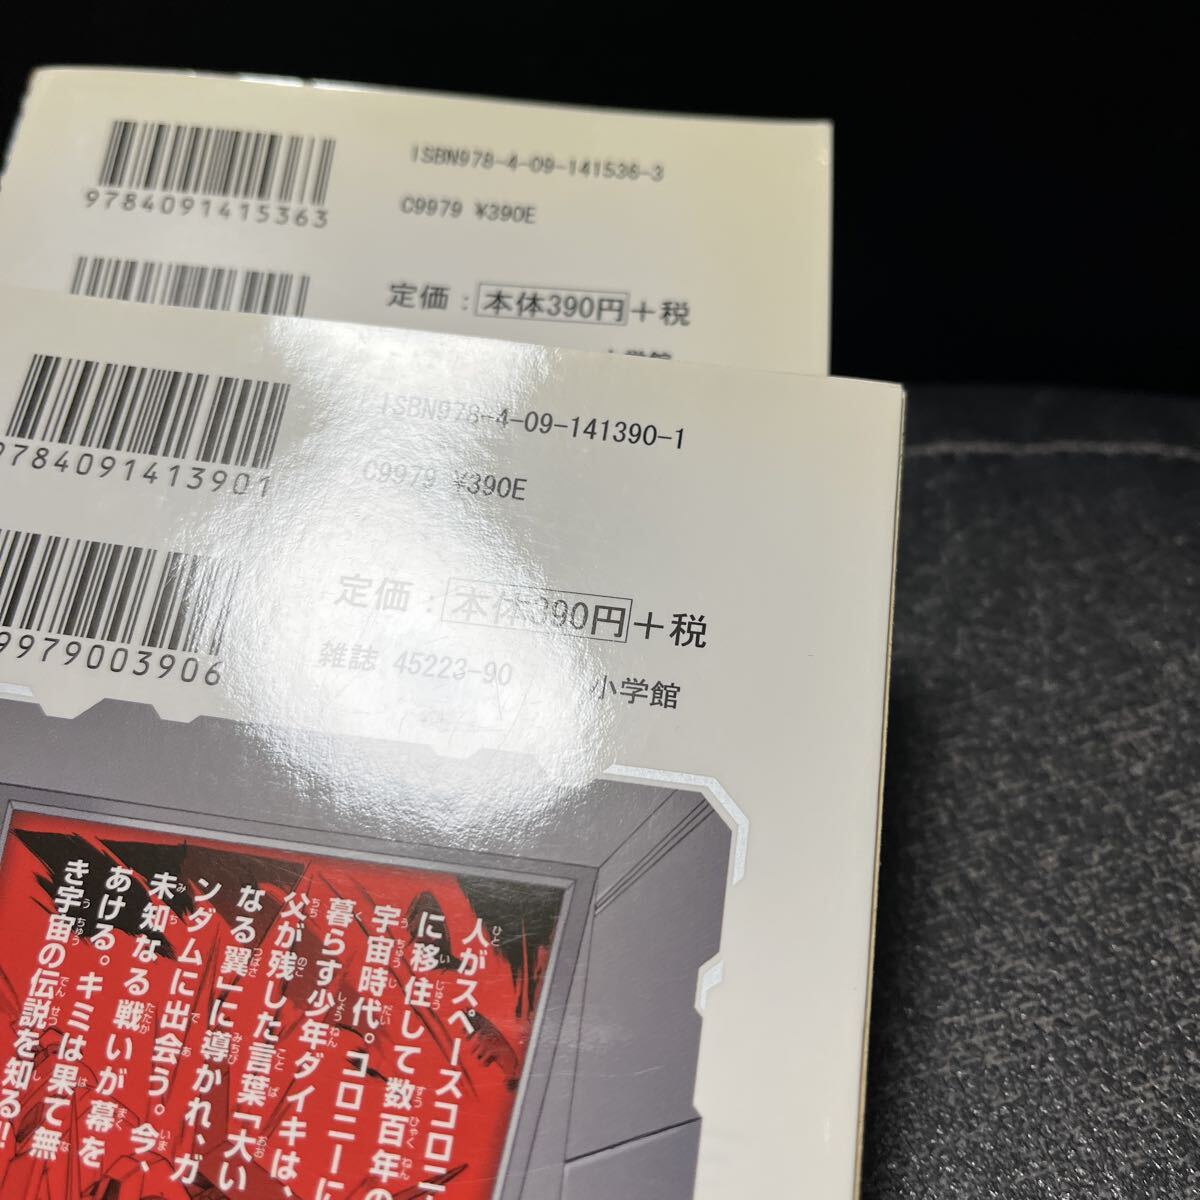 9784091415363
ISBN978-4-09-141536-3
C9979 ¥390E
定価：本体390円＋税
小学館
9784091413901
ISBN978-4-09-141390-1
C9979 ¥390E
9979003906
定価：本体390円＋税
雑誌 45223-90
小学館
人がスペースコロニ
に移住して数百年の
宇宙時代。コロニーに
暮らす少年ダイキは、
父が残した言葉「大い
なる翼」に導かれ、ガ
ンダムに出会う。今、
未知なる戦いが幕を
あける。キミは果て無
き宇宙の伝説を知る!!